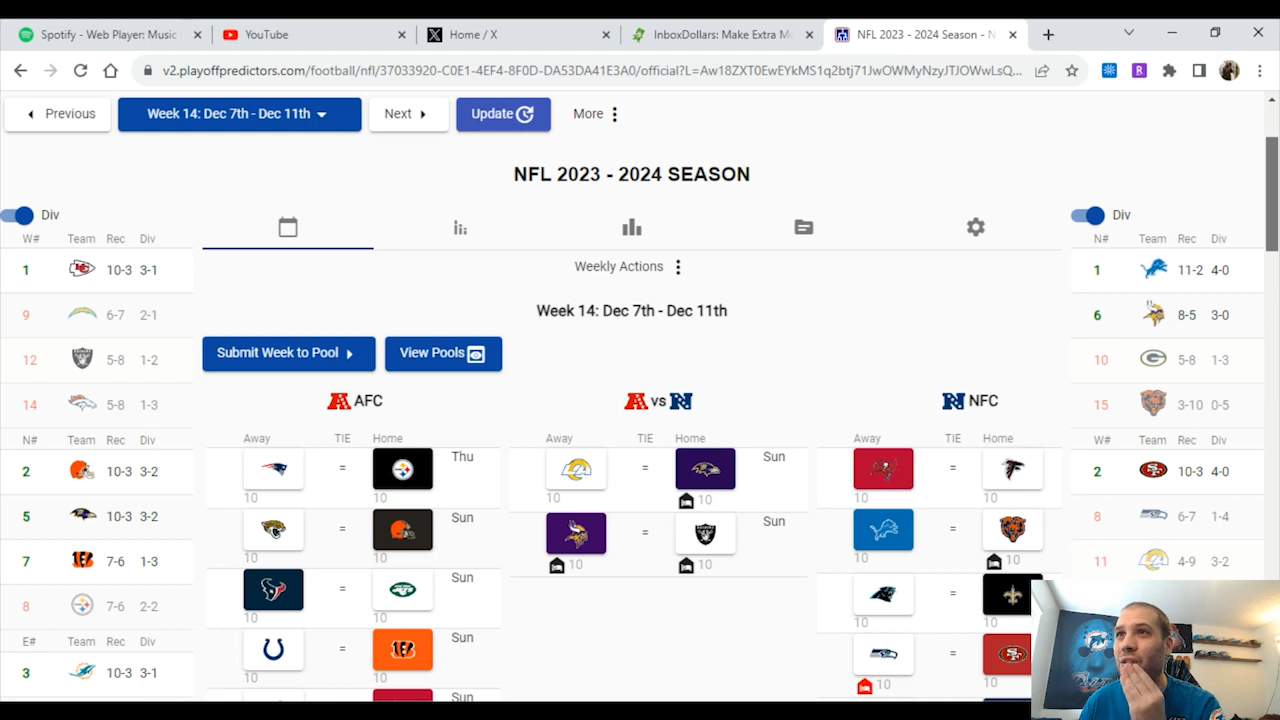 Spotify - Web Player: Music
YouTube
Home / X
InboxDollars: Make Extra Mo
NFL 2023 - 2024 Season - N
v2.playoffpredictors.com/football/nfl/37033920-C0E1-4EF4-8F0D-DA53DA41E3A0/official?L=Aw18ZXT0EwEYkMS1q2btj71JwOWMyNzyJTJOWwLsQ...
Previous
Week 14: Dec 7th - Dec 11th
Next
Update
More
NFL 2023 - 2024 SEASON
Div
Div
W# Team Rec Div
N# Team Rec Div
Weekly Actions
1 10-3 3-1
1 11-2 4-0
Week 14: Dec 7th - Dec 11th
9 6-7 2-1
6 8-5 3-0
Submit Week to Pool
View Pools
12 5-8 1-2
10 5-8 1-3
14 5-8 1-3
15 3-10 0-5
AFC
vs
NFC
N# Team Rec Div
W# Team Rec Div
Away TIE Home
Away TIE Home
Away TIE Home
2 10-3 3-2
2 10-3 4-0
= Thu
= Sun
=
10 10
10 10
10 10
5 10-3 3-2
8 6-7 1-4
= Sun
= Sun
=
10 10
10 10
10 10
7 7-6 1-3
11 4-9 3-2
= Sun
=
10 10
10 10
8 7-6 2-2
= Sun
=
10 10
10 10
E# Team Rec Div
3 10-3 3-1
Sun